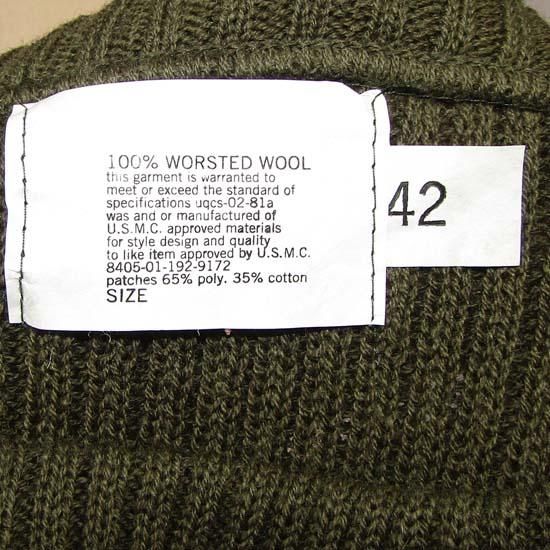 100% WORSTED WOOL
this garment is warranted to
meet or exceed the standard of
specifications uqcs-02-81a
was and or manufactured of
U.S.M.C. approved materials
for style design and quality
to like item approved by U.S.M.C.
8405-01-192-9172
patches 65% poly. 35% cotton
SIZE
42